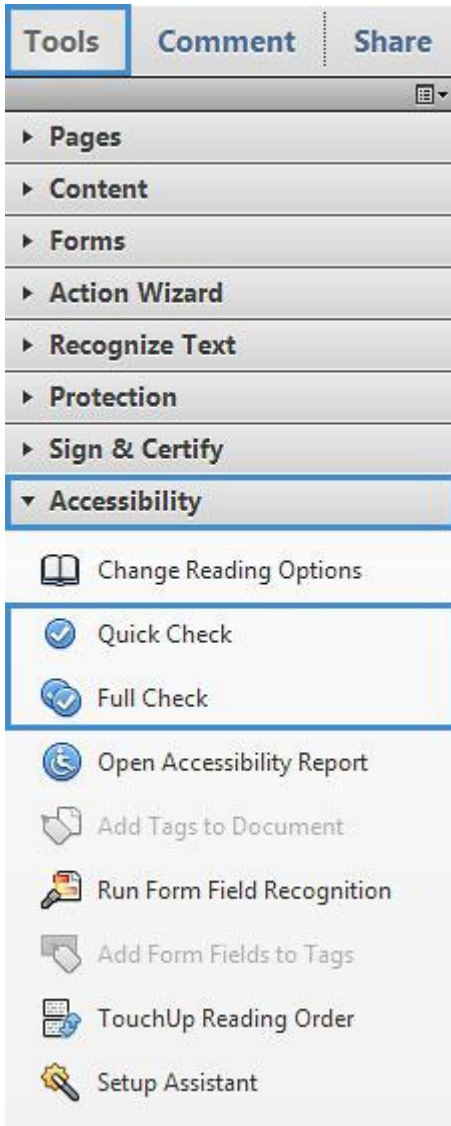 Tools Comment Share
Pages
Content
Forms
Action Wizard
Recognize Text
Protection
Sign & Certify
Accessibility
Change Reading Options
Quick Check
Full Check
Open Accessibility Report
Add Tags to Document
Run Form Field Recognition
Add Form Fields to Tags
TouchUp Reading Order
Setup Assistant